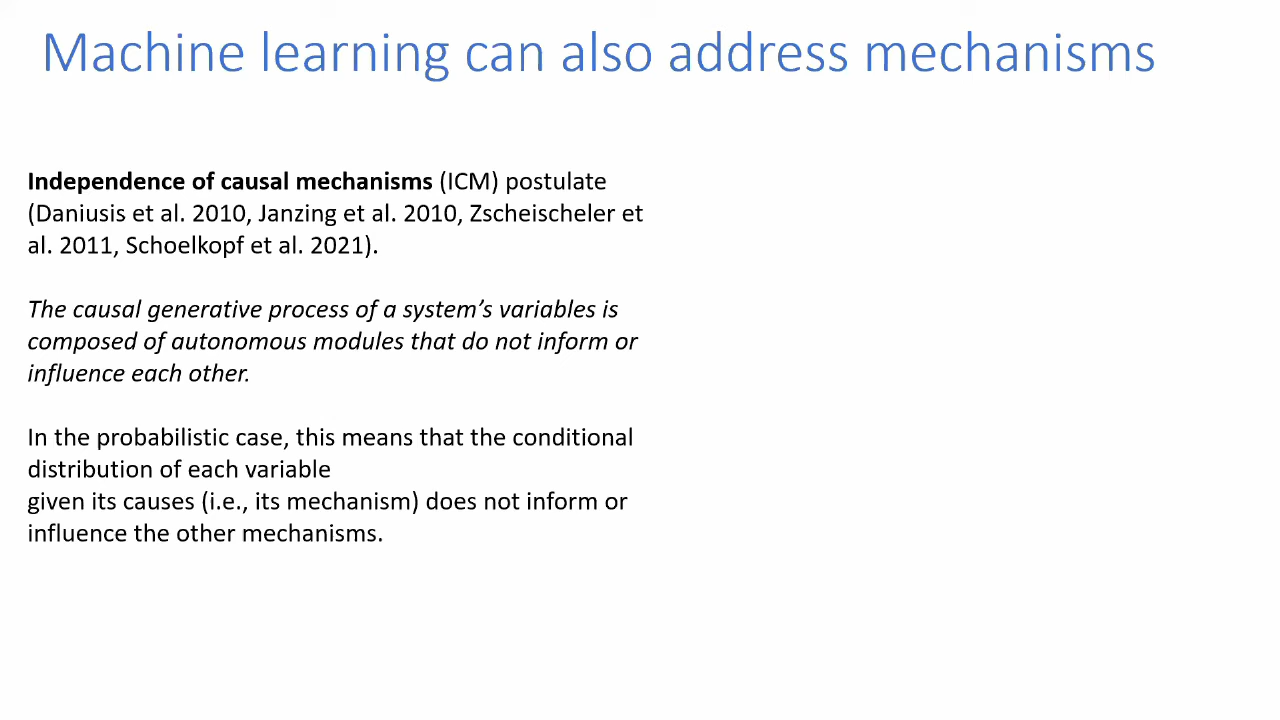 Machine learning can also address mechanisms
Independence of causal mechanisms (ICM) postulate
(Daniusis et al. 2010, Janzing et al. 2010, Zscheischeler et
al. 2011, Schoelkopf et al. 2021).
The causal generative process of a system’s variables is
composed of autonomous modules that do not inform or
influence each other.
In the probabilistic case, this means that the conditional
distribution of each variable
given its causes (i.e., its mechanism) does not inform or
influence the other mechanisms.